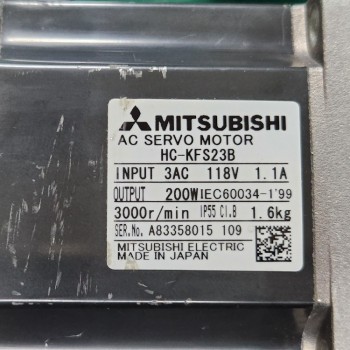 MITSUBISHI
AC SERVO MOTOR
HC-KFS23B
INPUT 3AC 118V 1.1A
OUTPUT 200W IEC60034-1'99
3000r/min IP55 Cl.B 1.6kg
SER.No. A83358015 109
MITSUBISHI ELECTRIC
MADE IN JAPAN